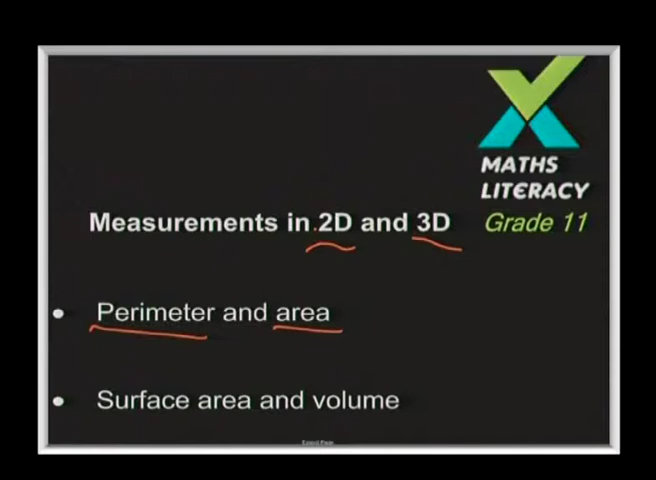 MATHS
LITERACY
Measurements in 2D and 3D
Grade 11
• Perimeter and area
• Surface area and volume